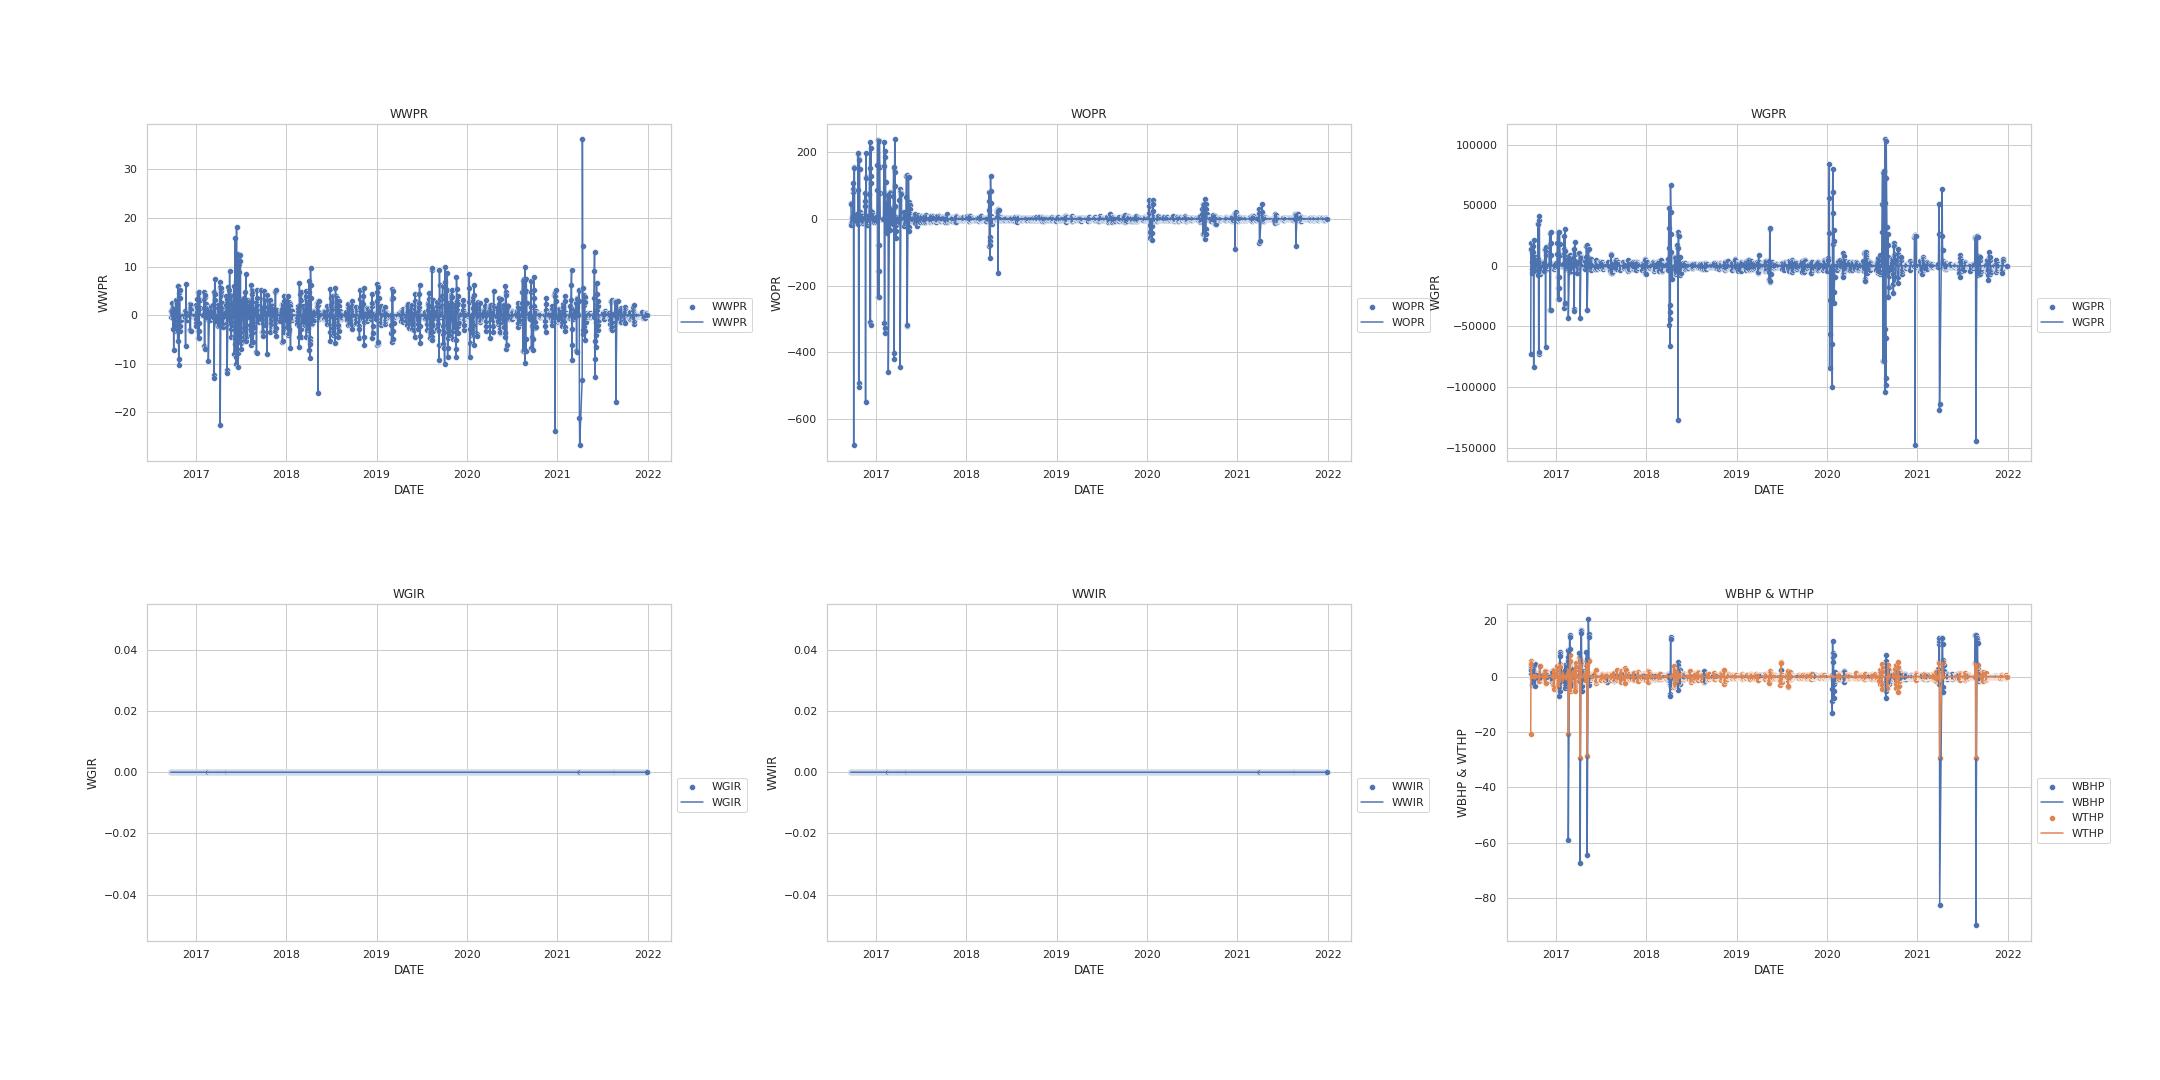 WWPR
30
20
10
0
−10
−20
WWPR
2017 2018 2019 2020 2021 2022
DATE
WWPR
WWPR
WOPR
200
0
−200
−400
−600
WOPR
2017 2018 2019 2020 2021 2022
DATE
WOPR
WOPR
WGPR
100000
50000
0
−50000
−100000
−150000
WGPR
2017 2018 2019 2020 2021 2022
DATE
WGPR
WGPR
WGIR
0.04
0.02
0.00
−0.02
−0.04
WGIR
2017 2018 2019 2020 2021 2022
DATE
WGIR
WGIR
WWIR
0.04
0.02
0.00
−0.02
−0.04
WWIR
2017 2018 2019 2020 2021 2022
DATE
WWIR
WWIR
WBHP & WTHP
20
0
−20
−40
−60
−80
WBHP & WTHP
2017 2018 2019 2020 2021 2022
DATE
WBHP
WBHP
WTHP
WTHP